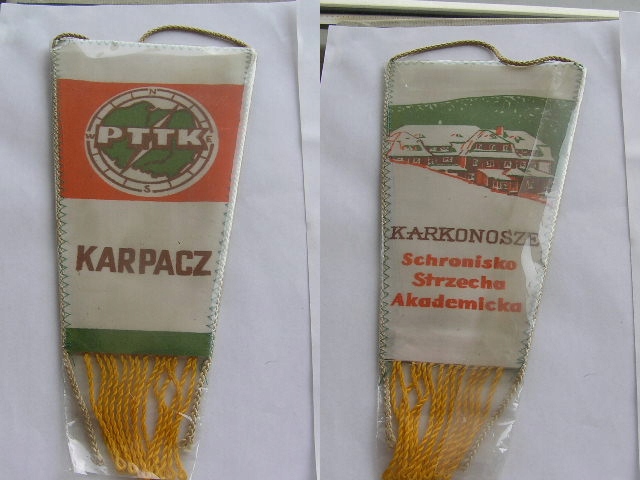 N
W PTTK E
S
KARPACZ
KARKONOSZE
Schronisko
Strzecha
Akademicka